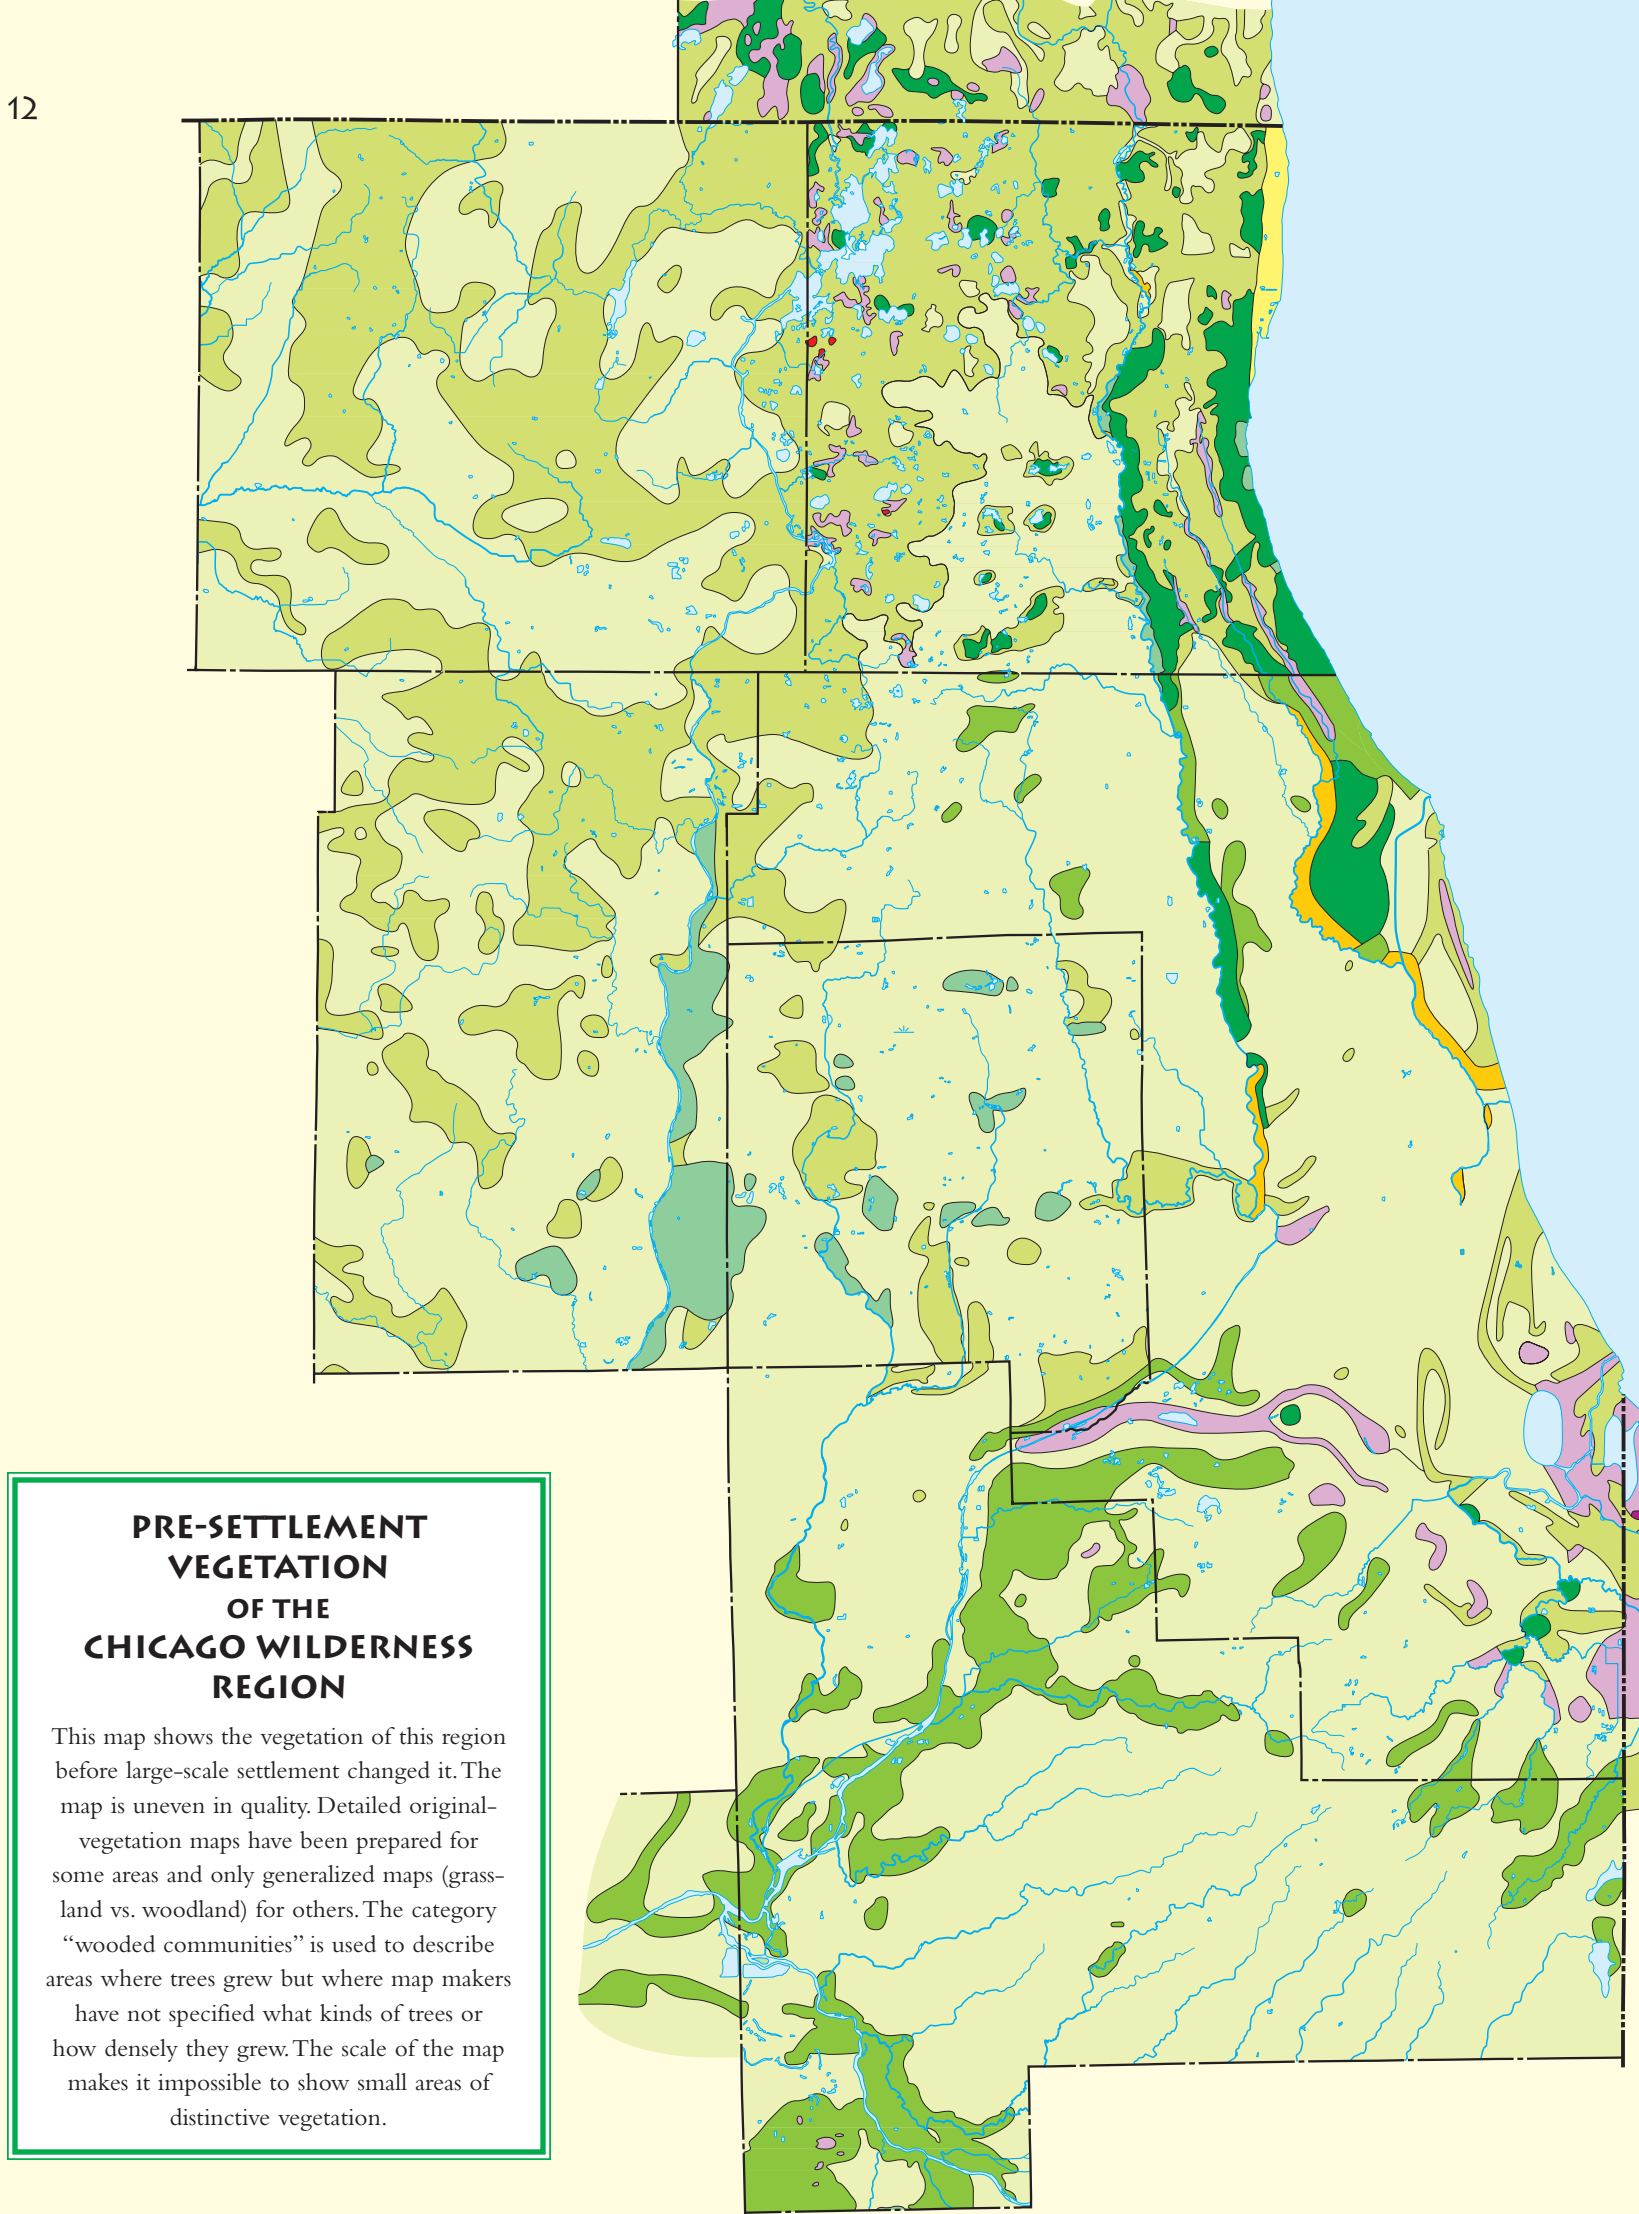 12
PRE-SETTLEMENT
VEGETATION
OF THE
CHICAGO WILDERNESS
REGION
This map shows the vegetation of this region
before large-scale settlement changed it. The
map is uneven in quality. Detailed original-
vegetation maps have been prepared for
some areas and only generalized maps (grass-
land vs. woodland) for others. The category
“wooded communities” is used to describe
areas where trees grew but where map makers
have not specified what kinds of trees or
how densely they grew. The scale of the map
makes it impossible to show small areas of
distinctive vegetation.